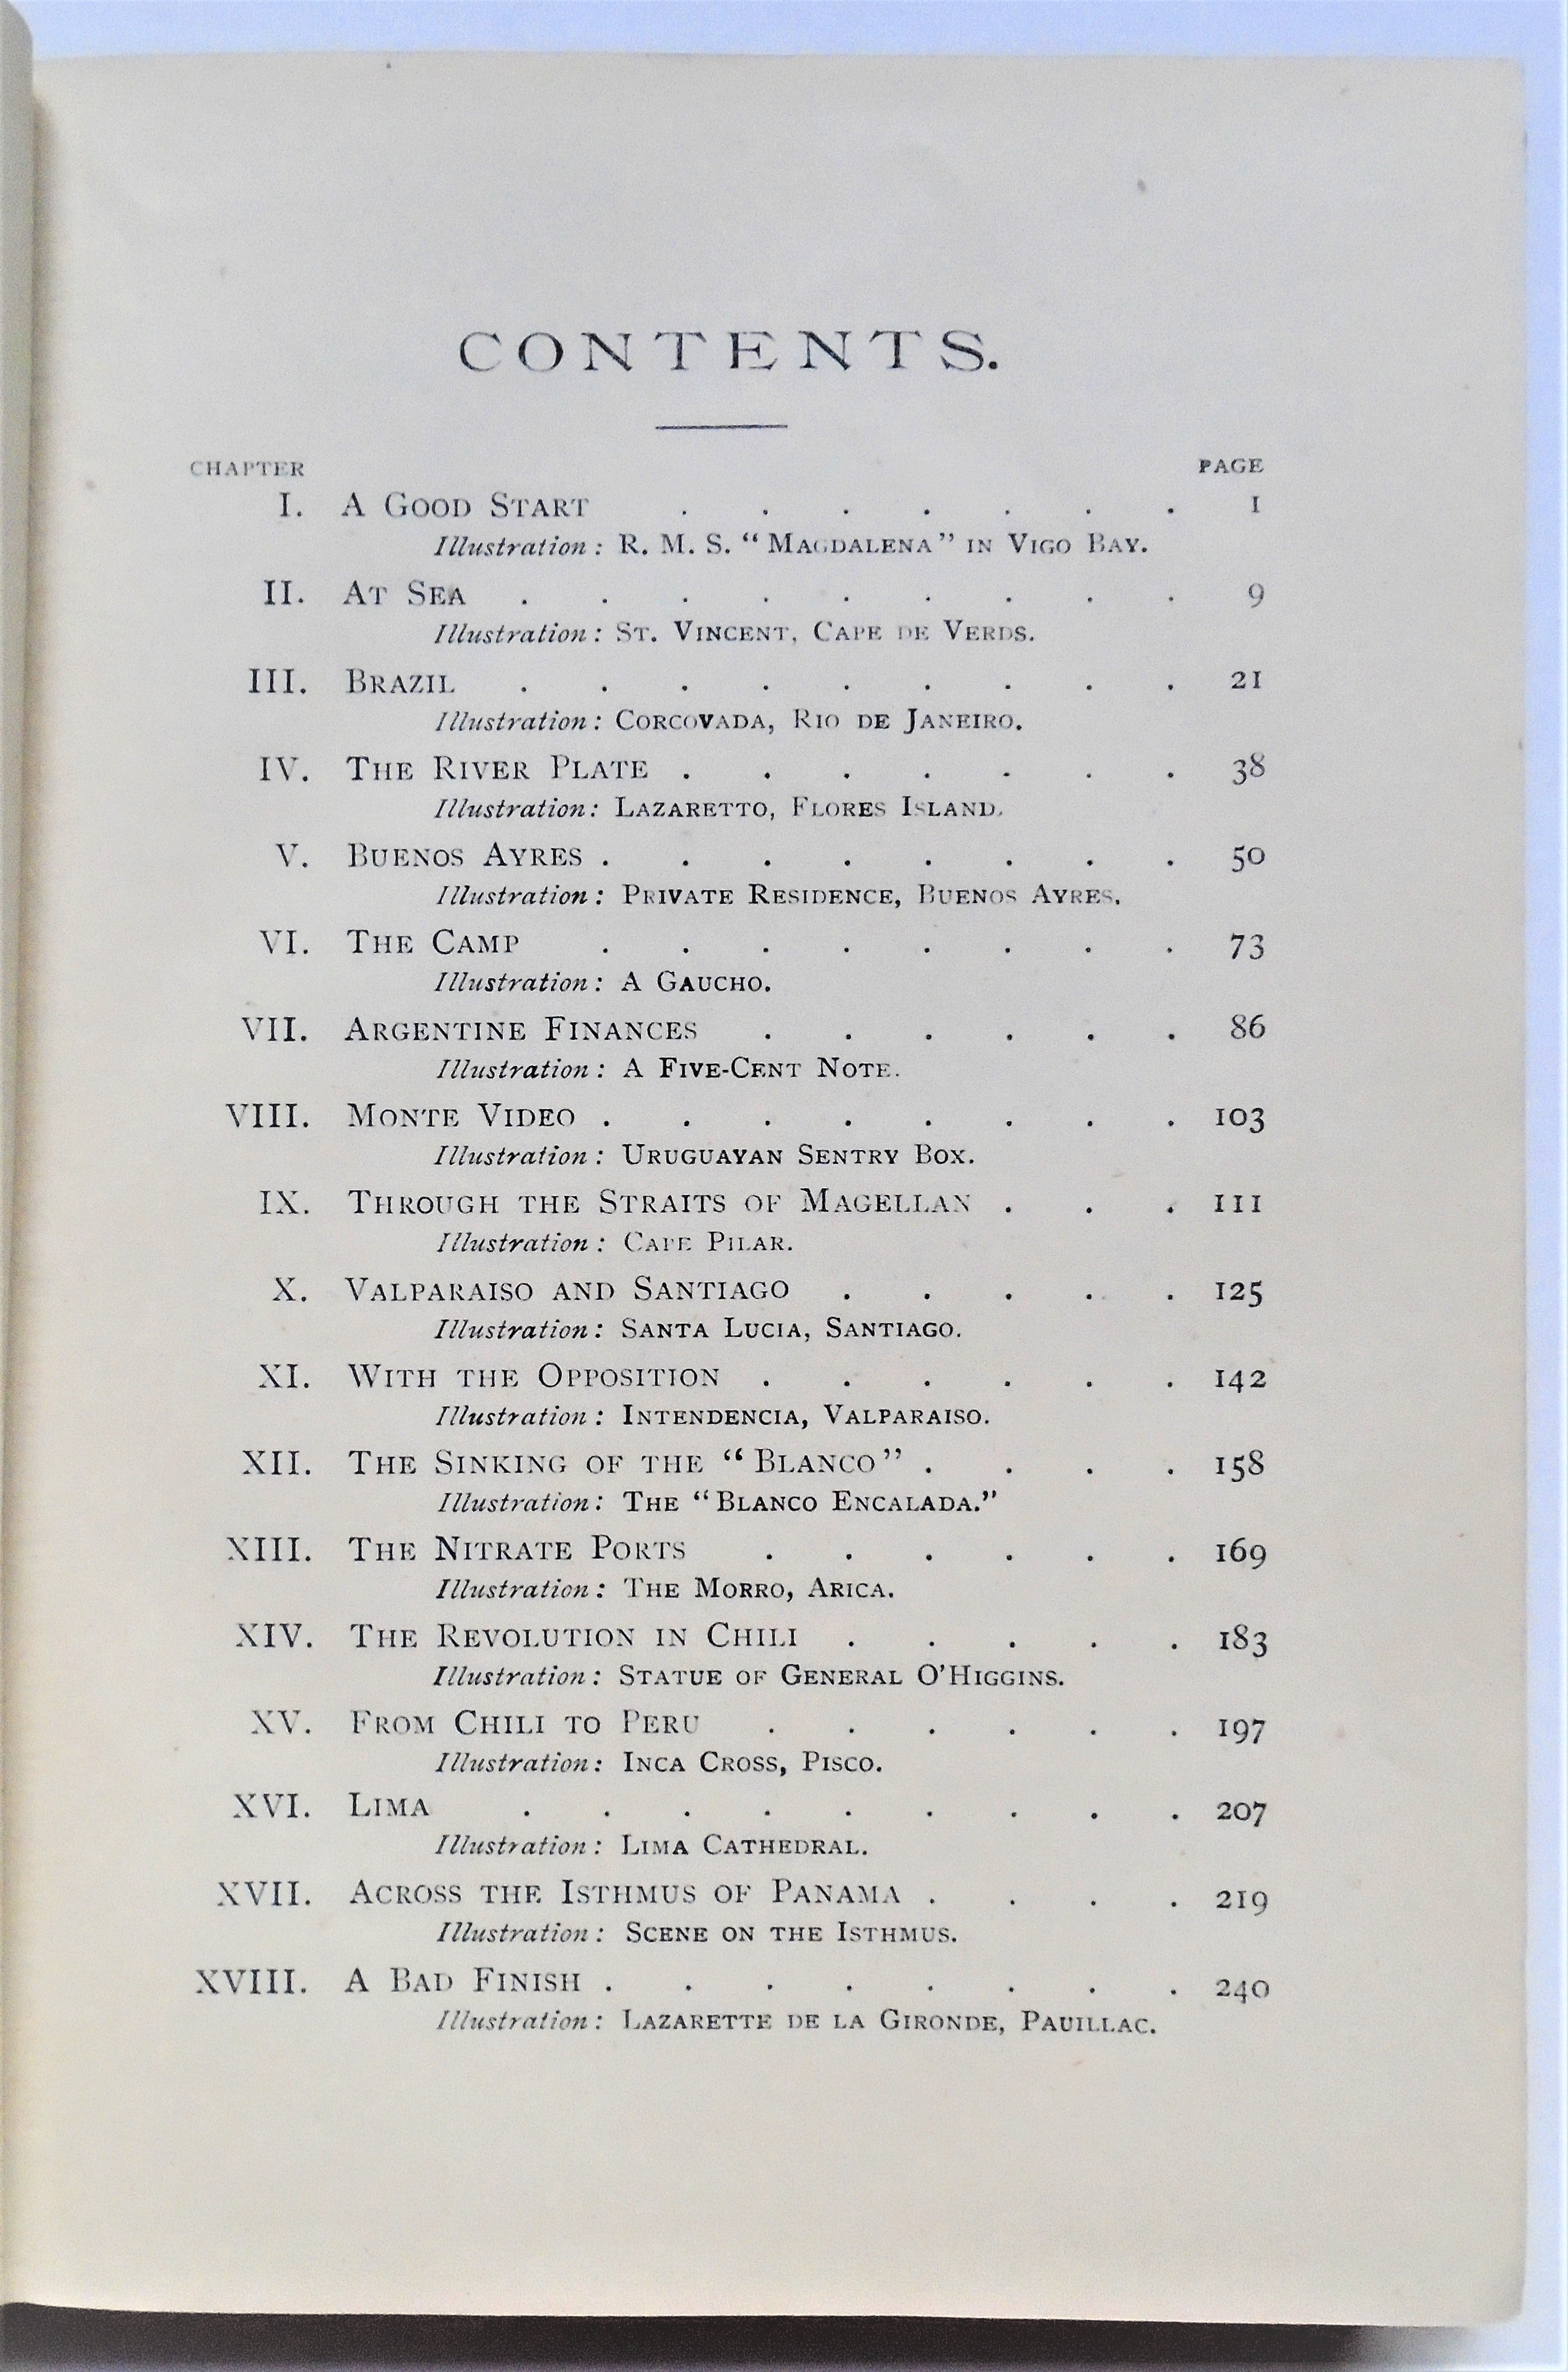 CONTENTS.
CHAPTER PAGE
I. A GOOD START . . . . . . . 1
Illustration: R. M. S. “MAGDALENA” IN VIGO BAY.
II. AT SEA . . . . . . . . . 9
Illustration: ST. VINCENT, CAPE DE VERDS.
III. BRAZIL . . . . . . . . . 21
Illustration: CORCOVADA, RIO DE JANEIRO.
IV. THE RIVER PLATE . . . . . . . 38
Illustration: LAZARETTO, FLORES ISLAND.
V. BUENOS AYRES . . . . . . . . 50
Illustration: PRIVATE RESIDENCE, BUENOS AYRES.
VI. THE CAMP . . . . . . . . 73
Illustration: A GAUCHO.
VII. ARGENTINE FINANCES . . . . . . 86
Illustration: A FIVE-CENT NOTE.
VIII. MONTE VIDEO . . . . . . . . 103
Illustration: URUGUAYAN SENTRY BOX.
IX. THROUGH THE STRAITS OF MAGELLAN . . . 111
Illustration: CAPE PILAR.
X. VALPARAISO AND SANTIAGO . . . . . 125
Illustration: SANTA LUCIA, SANTIAGO.
XI. WITH THE OPPOSITION . . . . . . 142
Illustration: INTENDENCIA, VALPARAISO.
XII. THE SINKING OF THE “BLANCO” . . . . 158
Illustration: THE “BLANCO ENCALADA.”
XIII. THE NITRATE PORTS . . . . . . 169
Illustration: THE MORRO, ARICA.
XIV. THE REVOLUTION IN CHILI . . . . . 183
Illustration: STATUE OF GENERAL O’HIGGINS.
XV. FROM CHILI TO PERU . . . . . . 197
Illustration: INCA CROSS, PISCO.
XVI. LIMA . . . . . . . . . 207
Illustration: LIMA CATHEDRAL.
XVII. ACROSS THE ISTHMUS OF PANAMA . . . . 219
Illustration: SCENE ON THE ISTHMUS.
XVIII. A BAD FINISH . . . . . . . . 240
Illustration: LAZARETTE DE LA GIRONDE, PAUILLAC.